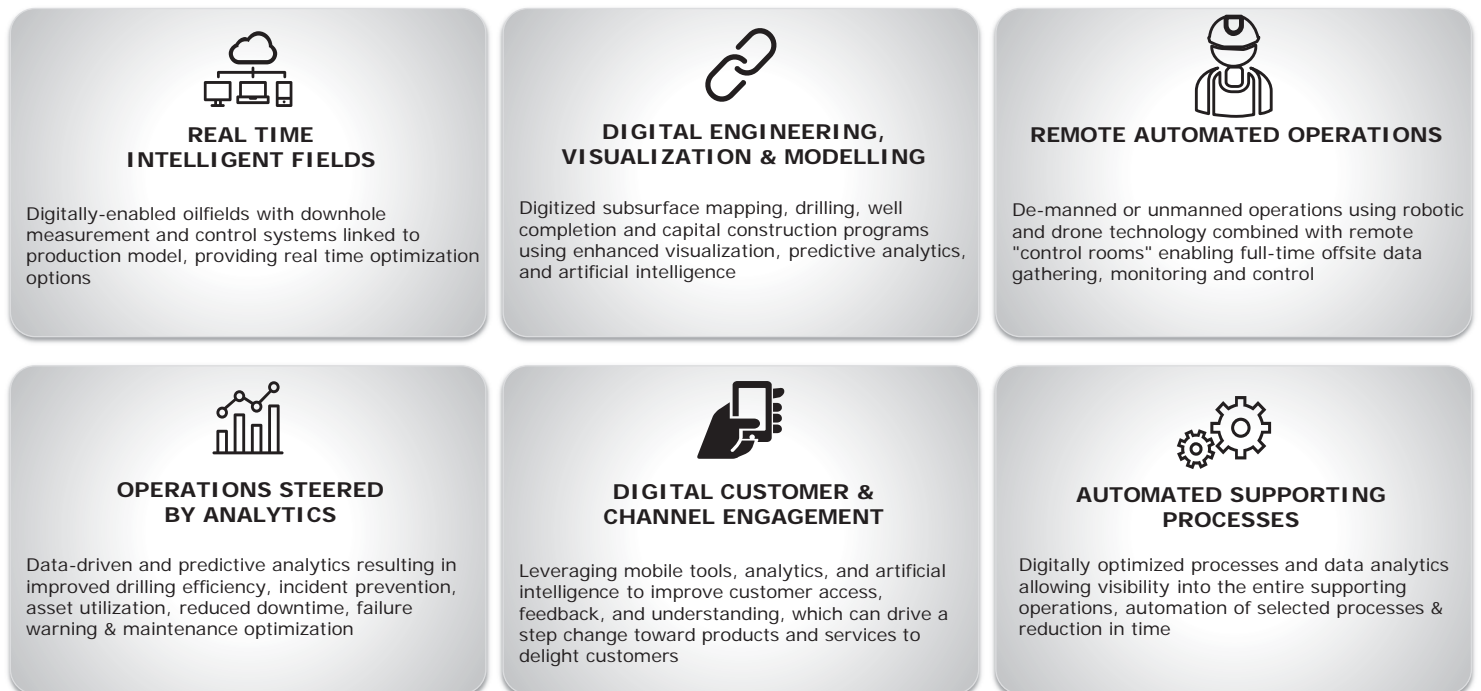 REAL TIME
INTELLIGENT FIELDS
Digitally-enabled oilfields with downhole
measurement and control systems linked to
production model, providing real time optimization
options
DIGITAL ENGINEERING,
VISUALIZATION & MODELLING
Digitized subsurface mapping, drilling, well
completion and capital construction programs
using enhanced visualization, predictive analytics,
and artificial intelligence
REMOTE AUTOMATED OPERATIONS
De-manned or unmanned operations using robotic
and drone technology combined with remote
"control rooms" enabling full-time offsite data
gathering, monitoring and control
OPERATIONS STEERED
BY ANALYTICS
Data-driven and predictive analytics resulting in
improved drilling efficiency, incident prevention,
asset utilization, reduced downtime, failure
warning & maintenance optimization
DIGITAL CUSTOMER &
CHANNEL ENGAGEMENT
Leveraging mobile tools, analytics, and artificial
intelligence to improve customer access,
feedback, and understanding, which can drive a
step change toward products and services to
delight customers
AUTOMATED SUPPORTING
PROCESSES
Digitally optimized processes and data analytics
allowing visibility into the entire supporting
operations, automation of selected processes &
reduction in time